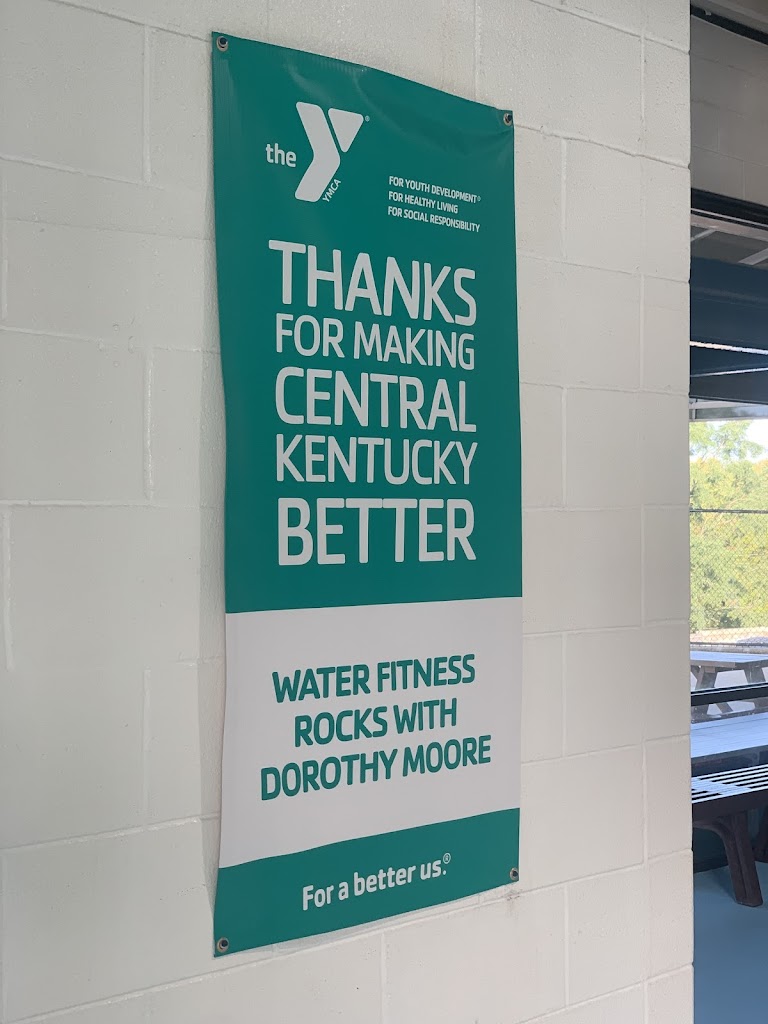 the
YMCA
FOR YOUTH DEVELOPMENT®
FOR HEALTHY LIVING
FOR SOCIAL RESPONSIBILITY
THANKS
FOR MAKING
CENTRAL
KENTUCKY
BETTER
WATER FITNESS
ROCKS WITH
DOROTHY MOORE
For a better us.®